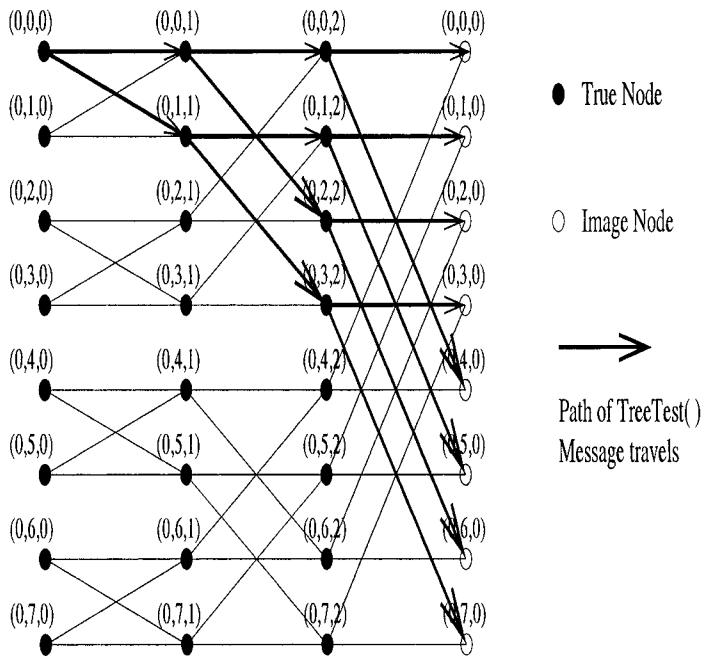 (0,0,0) (0,0,1) (0,0,2) (0,0,0)
(0,1,0) (0,1,1) (0,1,2) (0,1,0)
True Node
(0,2,0) (0,2,1) (0,2,2) (0,2,0)
Image Node
(0,3,0) (0,3,1) (0,3,2) (0,3,0)
(0,4,0) (0,4,1) (0,4,2) (0,4,0)
Path of TreeTest( )
Message travels
(0,5,0) (0,5,1) (0,5,2) (0,5,0)
(0,6,0) (0,6,1) (0,6,2) (0,6,0)
(0,7,0) (0,7,1) (0,7,2) (0,7,0)